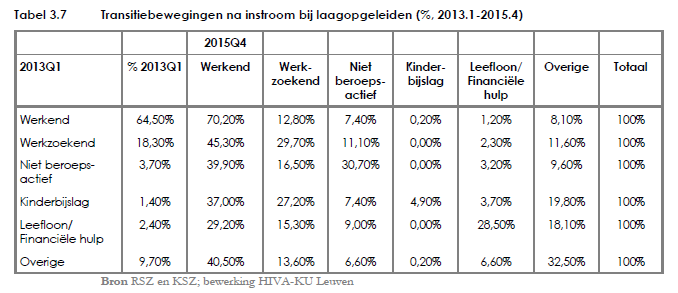 Tabel 3.7 Transitiebewegingen na instroom bij laagopgeleiden (%, 2013.1-2015.4)
2015Q4
2013Q1 % 2013Q1 Werkend Werk-zoekend Niet beroeps-actief Kinder-bijslag Leefloon/ Financiële hulp Overige Totaal
Werkend 64,50% 70,20% 12,80% 7,40% 0,20% 1,20% 8,10% 100%
Werkzoekend 18,30% 45,30% 29,70% 11,10% 0,00% 2,30% 11,60% 100%
Niet beroeps- 3,70% 39,90% 16,50% 30,70% 0,00% 3,20% 9,60% 100%
actief
Kinderbijslag 1,40% 37,00% 27,20% 7,40% 4,90% 3,70% 19,80% 100%
Leefloon/ 2,40% 29,20% 15,30% 9,00% 0,00% 28,50% 18,10% 100%
Financiële hulp
Overige 9,70% 40,50% 13,60% 6,60% 0,20% 6,60% 32,50% 100%
Bron RSZ en KSZ; bewerking HIVA-KU Leuven